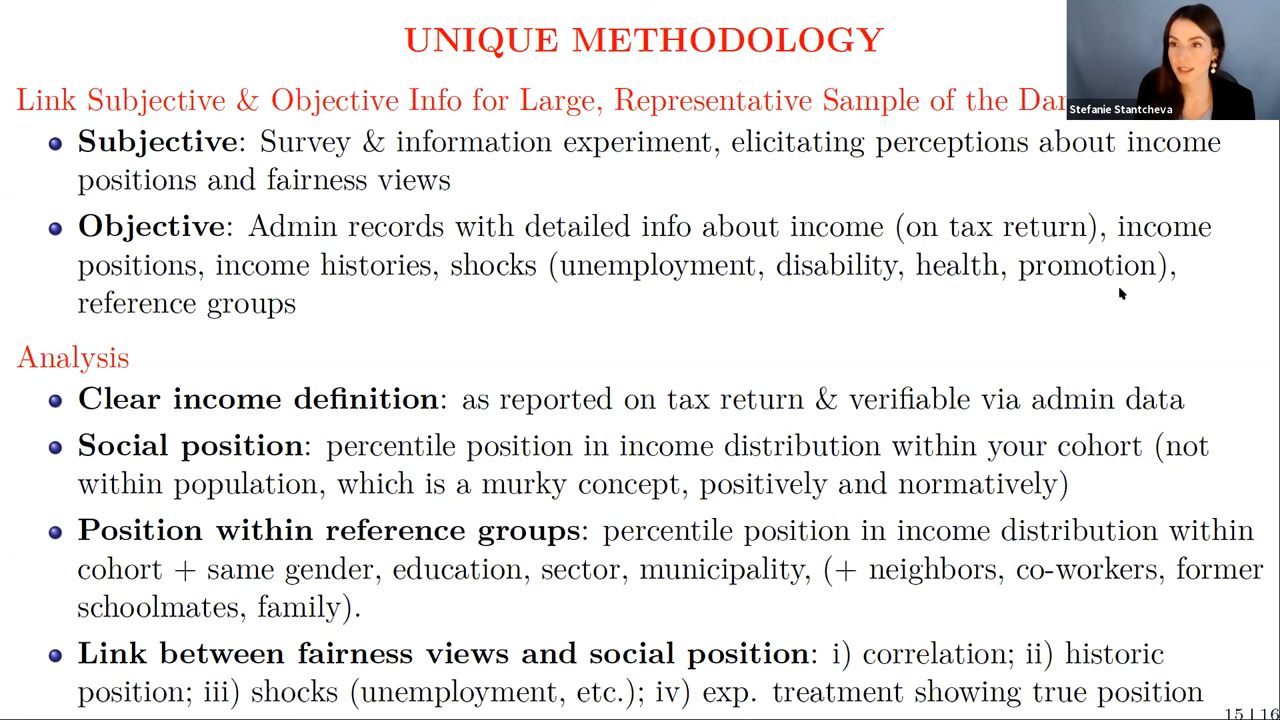 UNIQUE METHODOLOGY
Link Subjective & Objective Info for Large, Representative Sample of the
Stefanie Stantcheva
Subjective: Survey & information experiment, elicitating perceptions about income
positions and fairness views
Objective: Admin records with detailed info about income (on tax return), income
positions, income histories, shocks (unemployment, disability, health, promotion),
reference groups
Analysis
Clear income definition: as reported on tax return & verifiable via admin data
Social position: percentile position in income distribution within your cohort (not
within population, which is a murky concept, positively and normatively)
Position within reference groups: percentile position in income distribution within
cohort + same gender, education, sector, municipality, (+ neighbors, co-workers, former
schoolmates, family).
Link between fairness views and social position: i) correlation; ii) historic
position; iii) shocks (unemployment, etc.); iv) exp. treatment showing true position
15 | 16